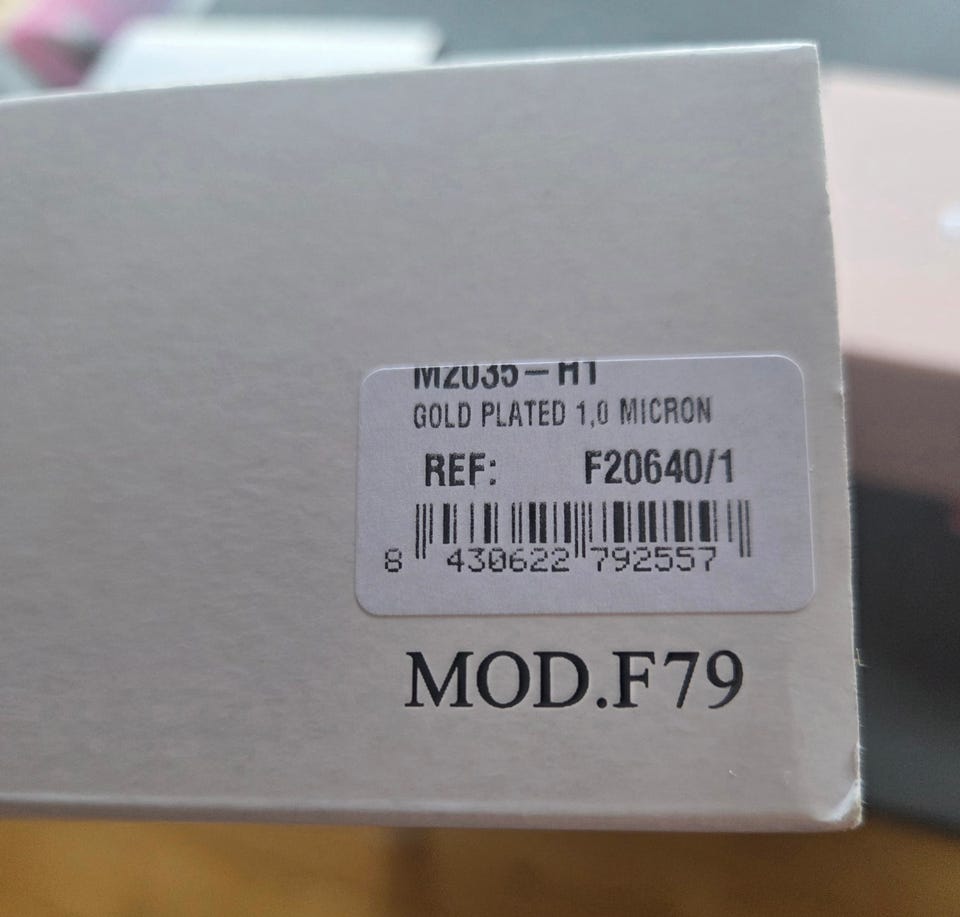 M2035-H1
GOLD PLATED 1,0 MICRON
REF: F20640/1
8 430622 792557
MOD.F79